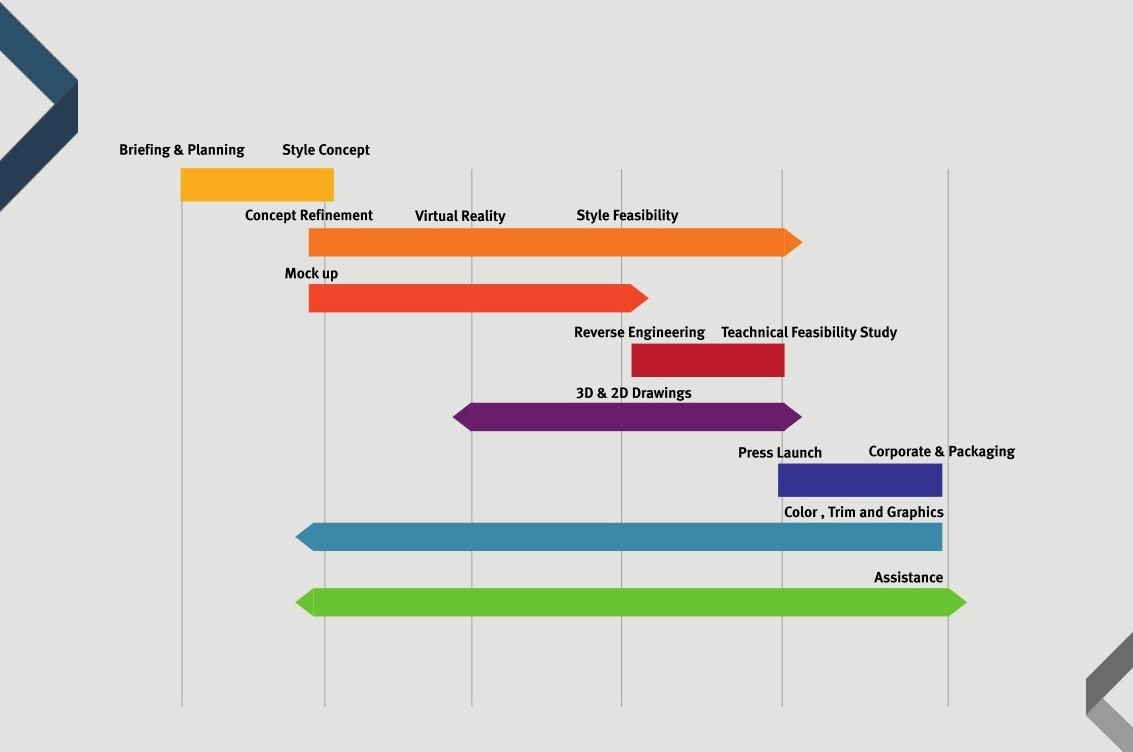 Briefing & Planning
Style Concept
Concept Refinement
Virtual Reality
Style Feasibility
Mock up
Reverse Engineering
Teachnical Feasibility Study
3D & 2D Drawings
Press Launch
Corporate & Packaging
Color , Trim and Graphics
Assistance